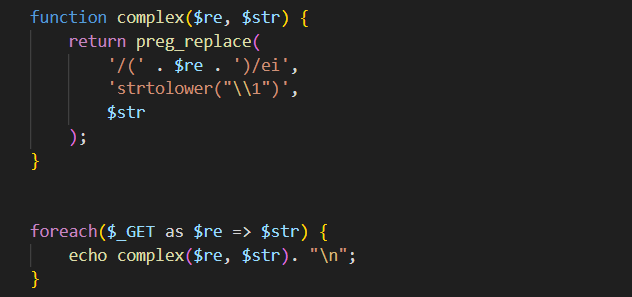 function complex($re, $str) {
    return preg_replace(
        '/(' . $re . ')/ei',
        'strtolower("\\1")',
        $str
    );
}
foreach($_GET as $re => $str) {
    echo complex($re, $str). "\n";
}